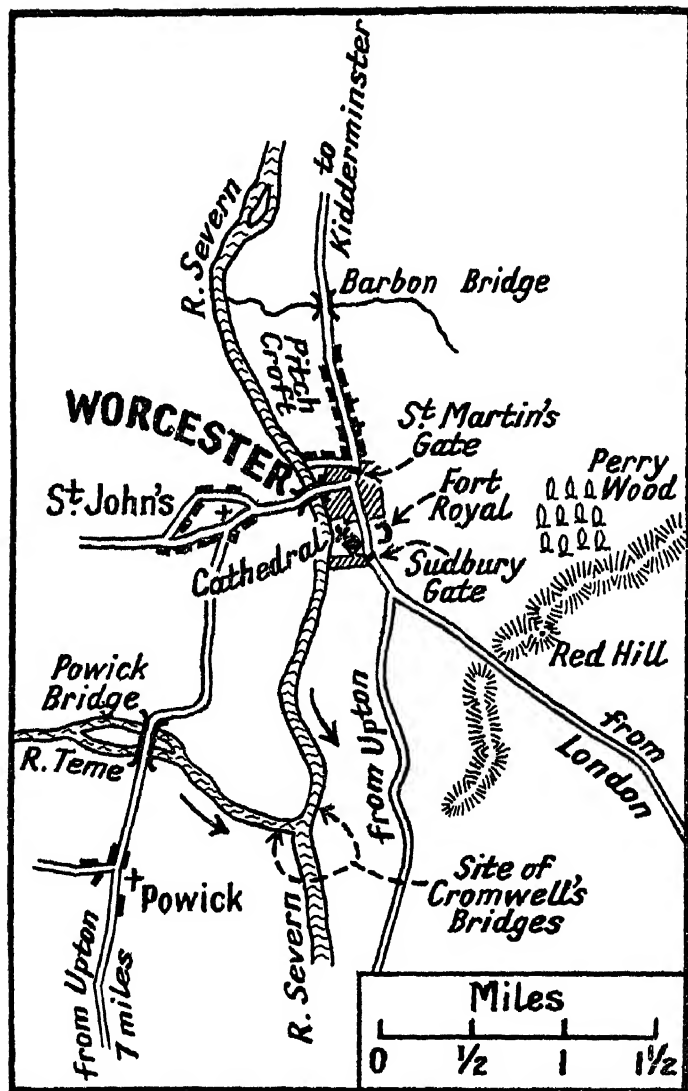 to
Kidderminster
R. Severn
Barbon Bridge
Pitch
Croft
WORCESTER
St. Martin's
Gate
Perry
Wood
Fort
Royal
St. John's
Cathedral
Sudbury
Gate
Red Hill
Powick
Bridge
R. Teme
from Upton
from
London
Site of
Cromwell's
Bridges
Powick
from Upton
7 miles
R. Severn
Miles
0 ½ 1 1½